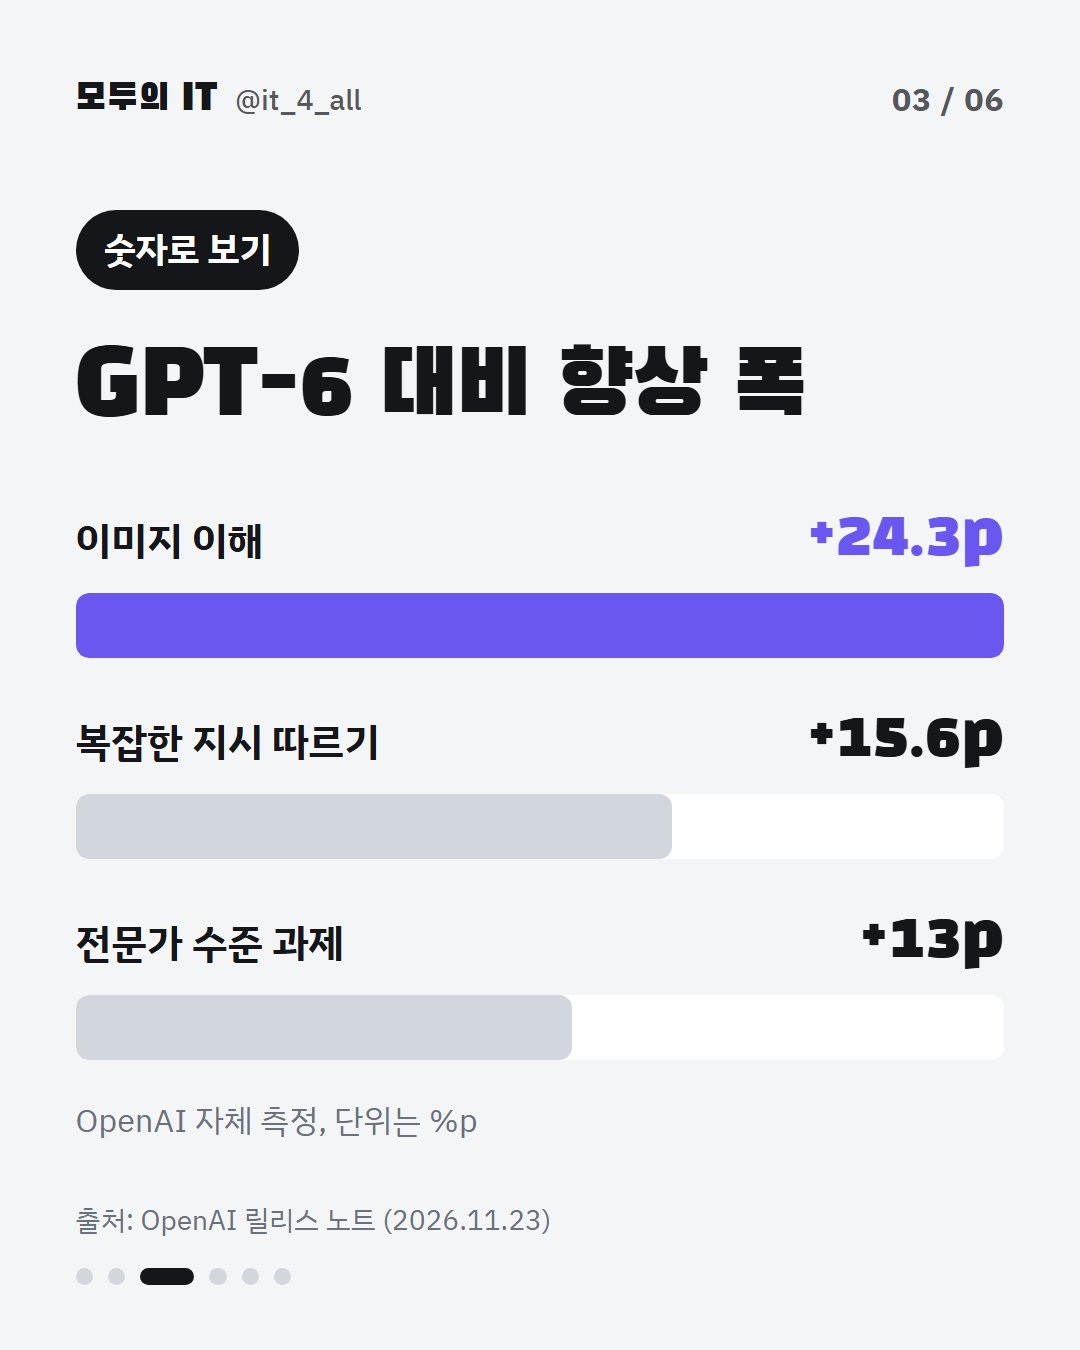 모두의 IT @it_4_all
03 / 06
숫자로 보기
GPT-6 대비 향상 폭
이미지 이해
+24.3p
복잡한 지시 따르기
+15.6p
전문가 수준 과제
+13p
OpenAI 자체 측정, 단위는 %p
출처: OpenAI 릴리스 노트 (2026.11.23)